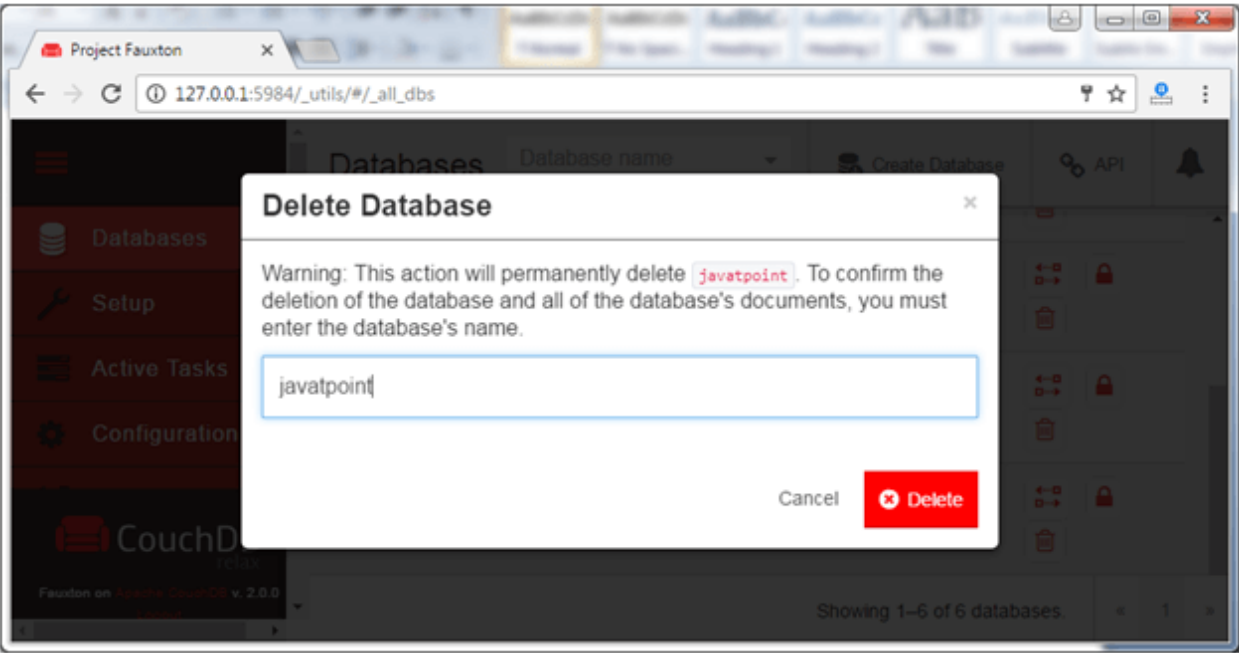 Project Fauxton
127.0.0.1:5984/_utils/#/_all_dbs
Databases
Database name
Create Database
API
Databases
Setup
Active Tasks
Configuration
Delete Database
Warning: This action will permanently delete javatpoint. To confirm the
deletion of the database and all of the database's documents, you must
enter the database's name.
javatpoint
Cancel
Delete
CouchD
relax
Fauxton on Apache CouchDB v. 2.0.0
Showing 1–6 of 6 databases.
« 1 »